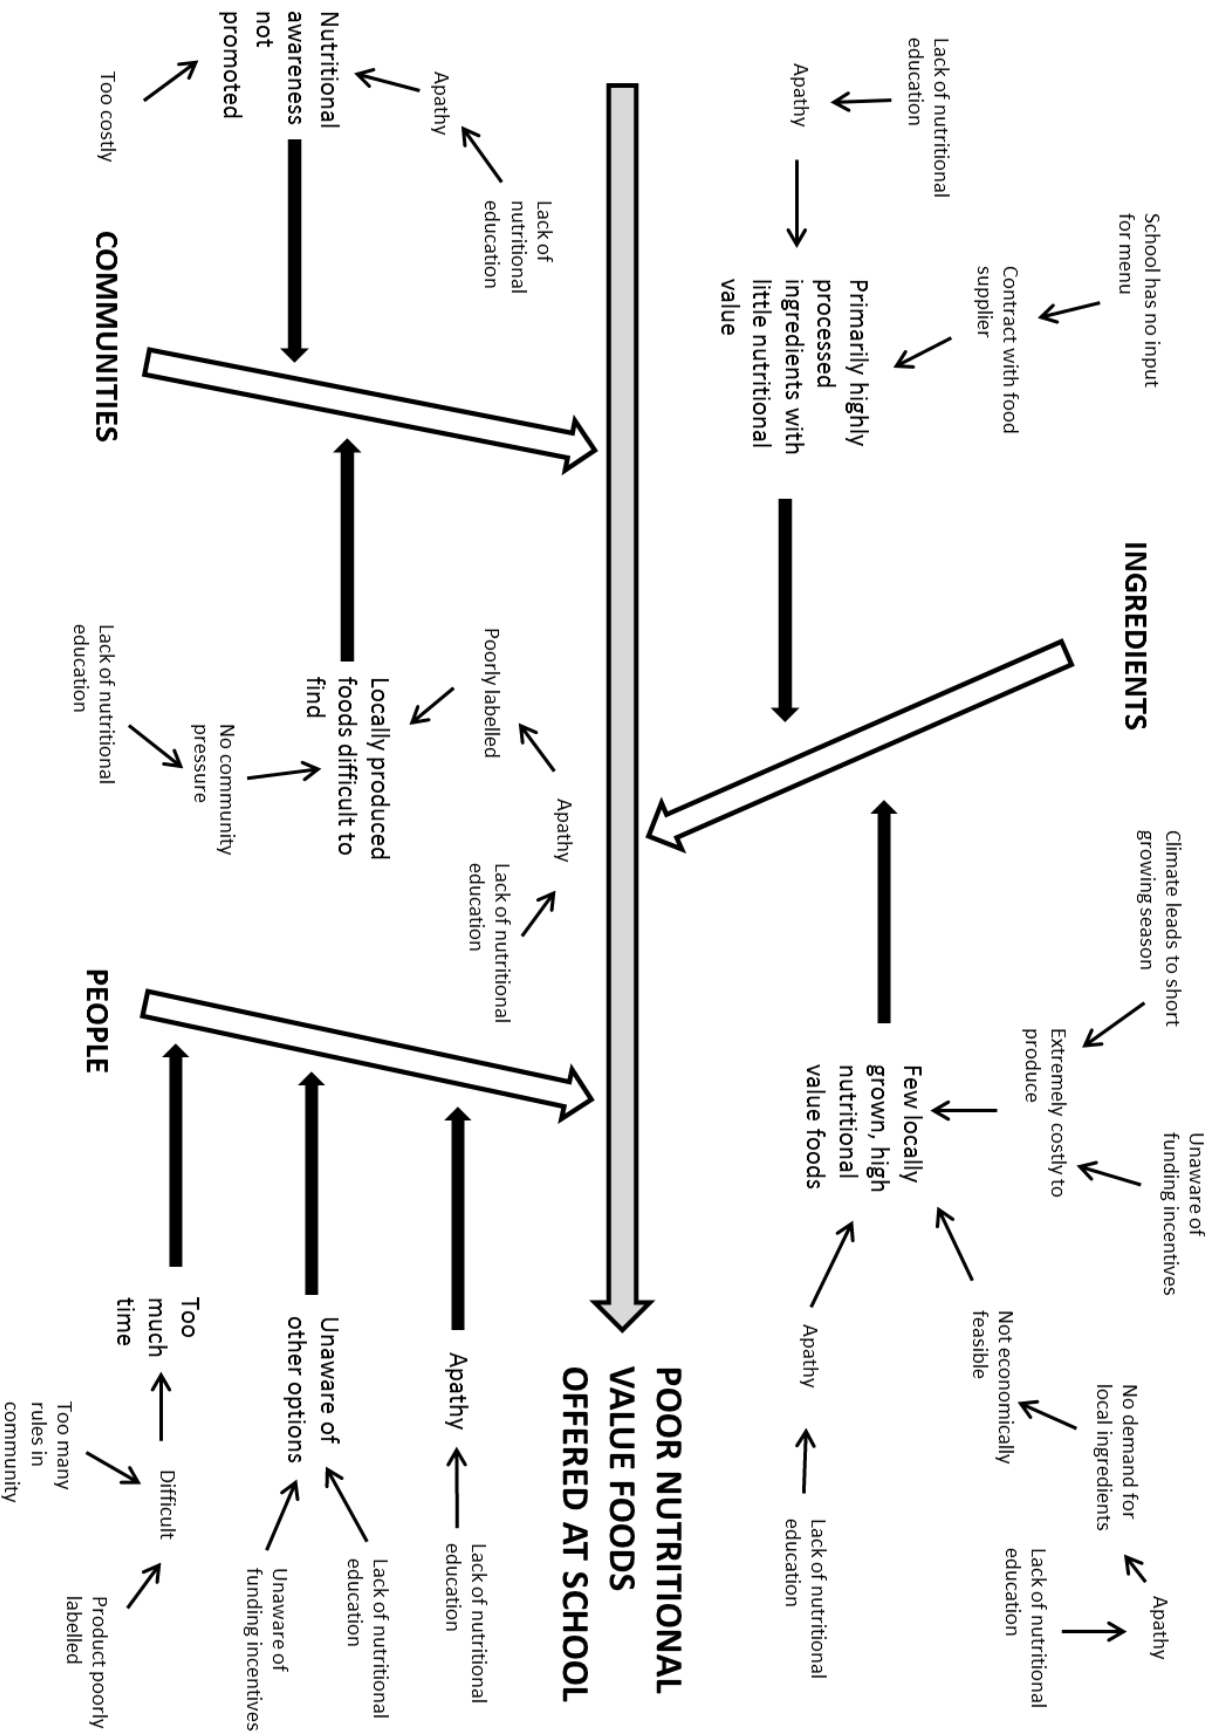 INGREDIENTS
School has no input
for menu
Contract with food
supplier
Lack of nutritional
education
Apathy
Primarily highly
processed
ingredients with
little nutritional
value
Climate leads to short
growing season
Unaware of
funding incentives
Extremely costly to
produce
Few locally
grown, high
nutritional
value foods
No demand for
local ingredients
Apathy
Lack of nutritional
education
Not economically
feasible
Apathy
Lack of nutritional
education
POOR NUTRITIONAL
VALUE FOODS
OFFERED AT SCHOOL
Lack of
nutritional
education
Apathy
Nutritional
awareness
not
promoted
Too costly
COMMUNITIES
Apathy
Lack of nutritional
education
Poorly labelled
Locally produced
foods difficult to
find
No community
pressure
Lack of nutritional
education
PEOPLE
Apathy
Lack of nutritional
education
Unaware of
other options
Lack of nutritional
education
Unaware of
funding incentives
Too
much
time
Difficult
Product poorly
labelled
Too many
rules in
community